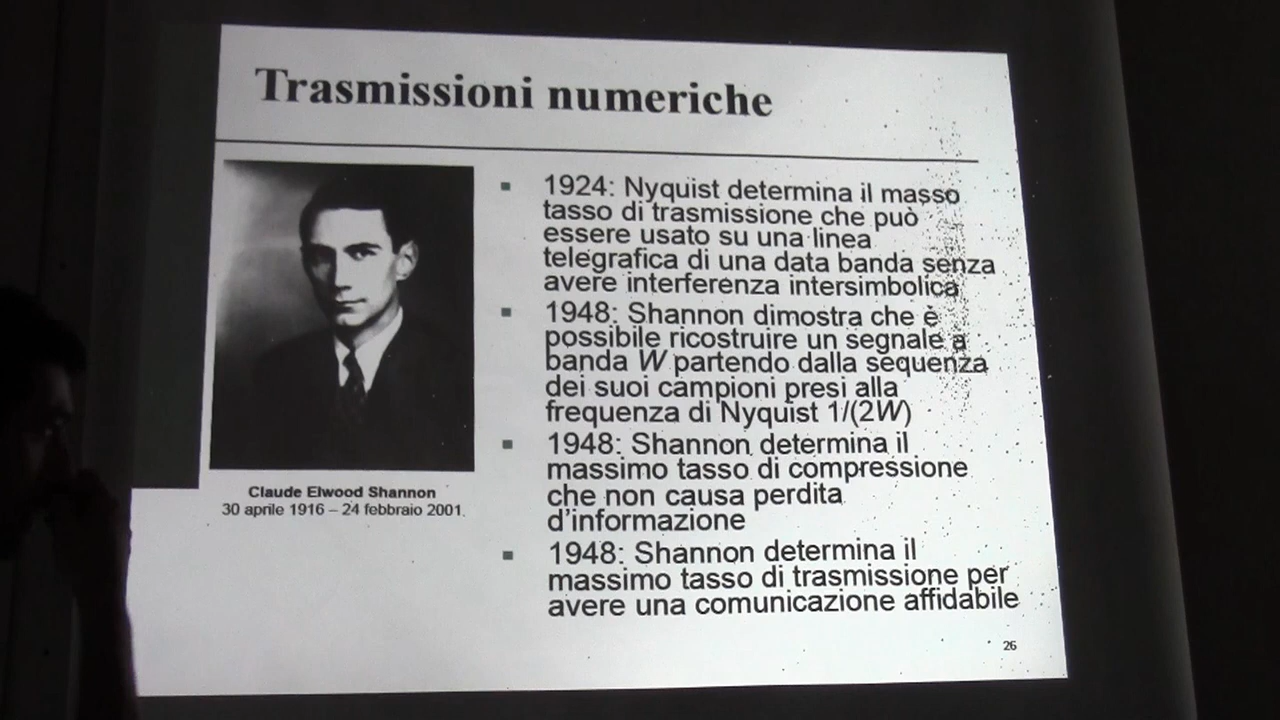 Trasmissioni numeriche
Claude Elwood Shannon
30 aprile 1916 – 24 febbraio 2001
▪ 1924: Nyquist determina il masso
tasso di trasmissione che può
essere usato su una linea
telegrafica di una data banda senza
avere interferenza intersimbolica
▪ 1948: Shannon dimostra che è
possibile ricostruire un segnale a
banda W partendo dalla sequenza
dei suoi campioni presi alla
frequenza di Nyquist 1/(2W)
▪ 1948: Shannon determina il
massimo tasso di compressione
che non causa perdita
d'informazione
▪ 1948: Shannon determina il
massimo tasso di trasmissione per
avere una comunicazione affidabile
26